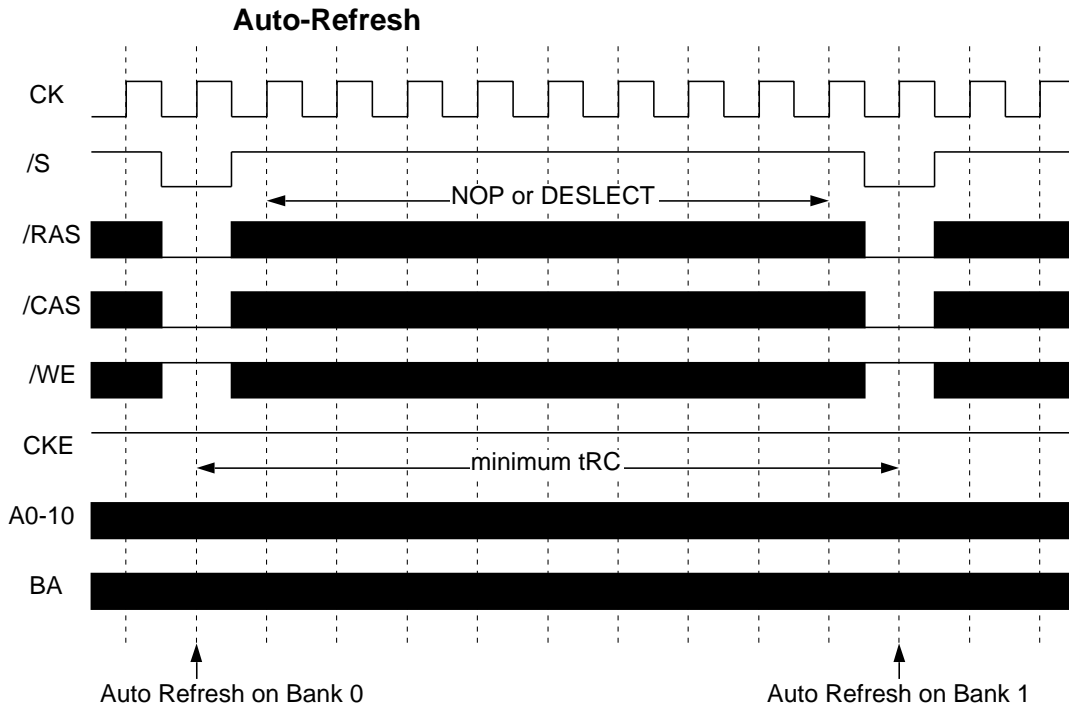 Auto-Refresh
CK
/S
NOP or DESLECT
/RAS
/CAS
/WE
CKE
minimum tRC
A0-10
BA
Auto Refresh on Bank 0
Auto Refresh on Bank 1